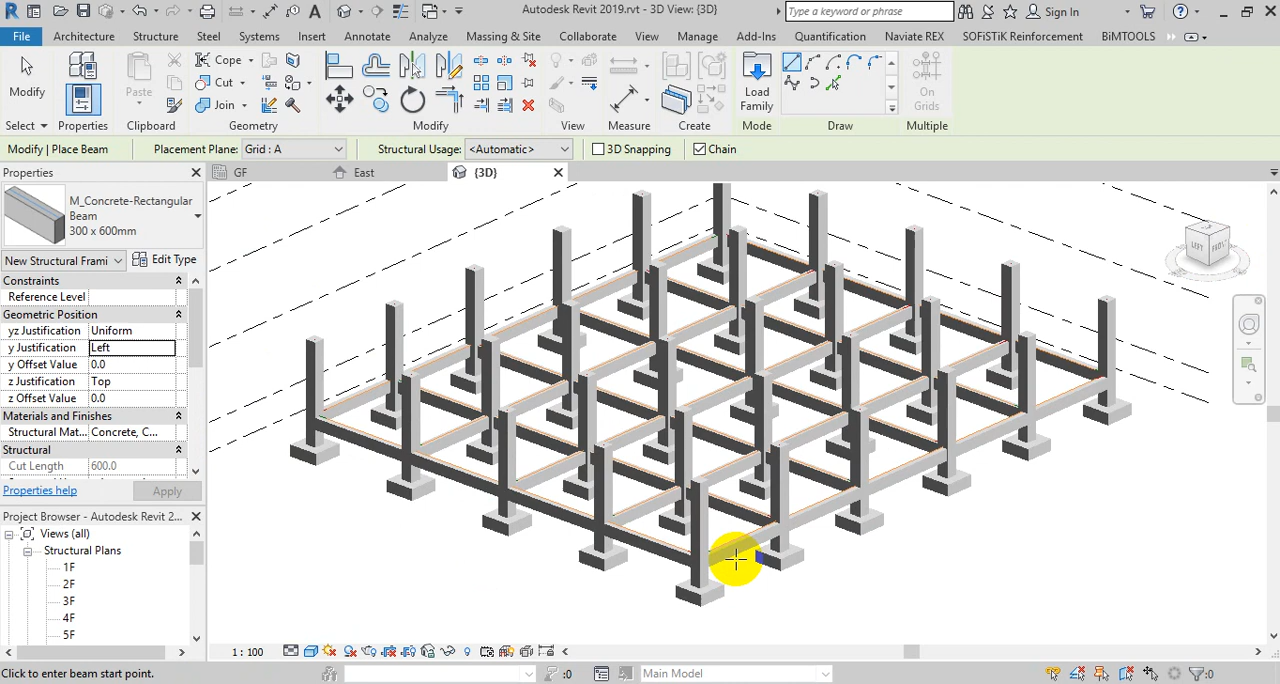 Autodesk Revit 2019.rvt - 3D View: {3D}
Type a keyword or phrase
Sign In
File Architecture Structure Steel Systems Insert Annotate Analyze Massing & Site Collaborate View Manage Add-Ins Quantification Naviate REX SOFiSTiK Reinforcement BiMTOOLS
Modify
Paste
Cope
Cut
Join
Load
Family
On
Grids
Select Properties Clipboard Geometry Modify View Measure Create Mode Draw Multiple
Modify | Place Beam Placement Plane: Grid : A Structural Usage: <Automatic> 3D Snapping Chain
Properties
GF East {3D}
M_Concrete-Rectangular
Beam
300 x 600mm
New Structural Frami Edit Type
Constraints
Reference Level
Geometric Position
yz Justification Uniform
y Justification Left
y Offset Value 0.0
z Justification Top
z Offset Value 0.0
Materials and Finishes
Structural Mat... Concrete, C...
Structural
Cut Length 600.0
Properties help Apply
Project Browser - Autodesk Revit 2...
Views (all)
Structural Plans
1F
2F
3F
4F
5F
LEFT
1 : 100
Click to enter beam start point.
:0 Main Model :0